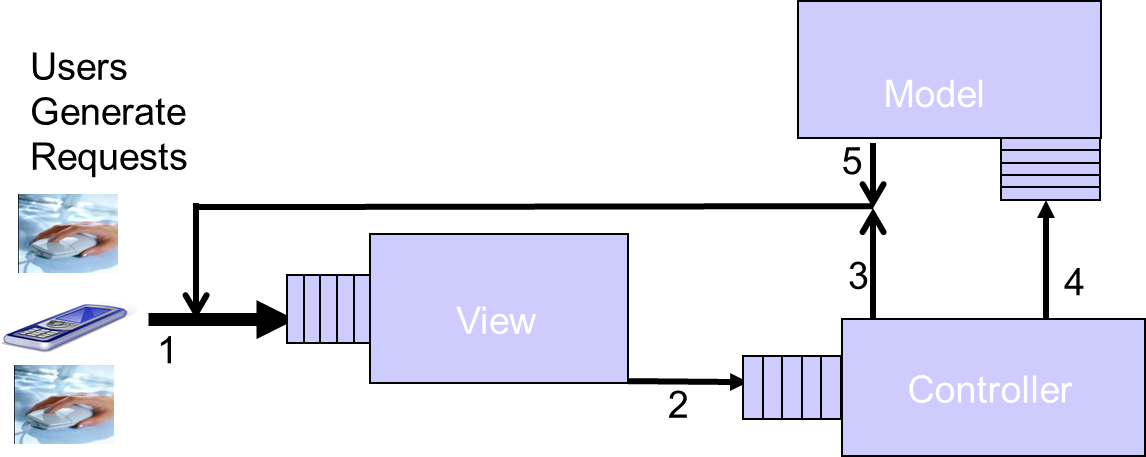 Users
Generate
Requests
Model
5
3
4
View
1
2
Controller